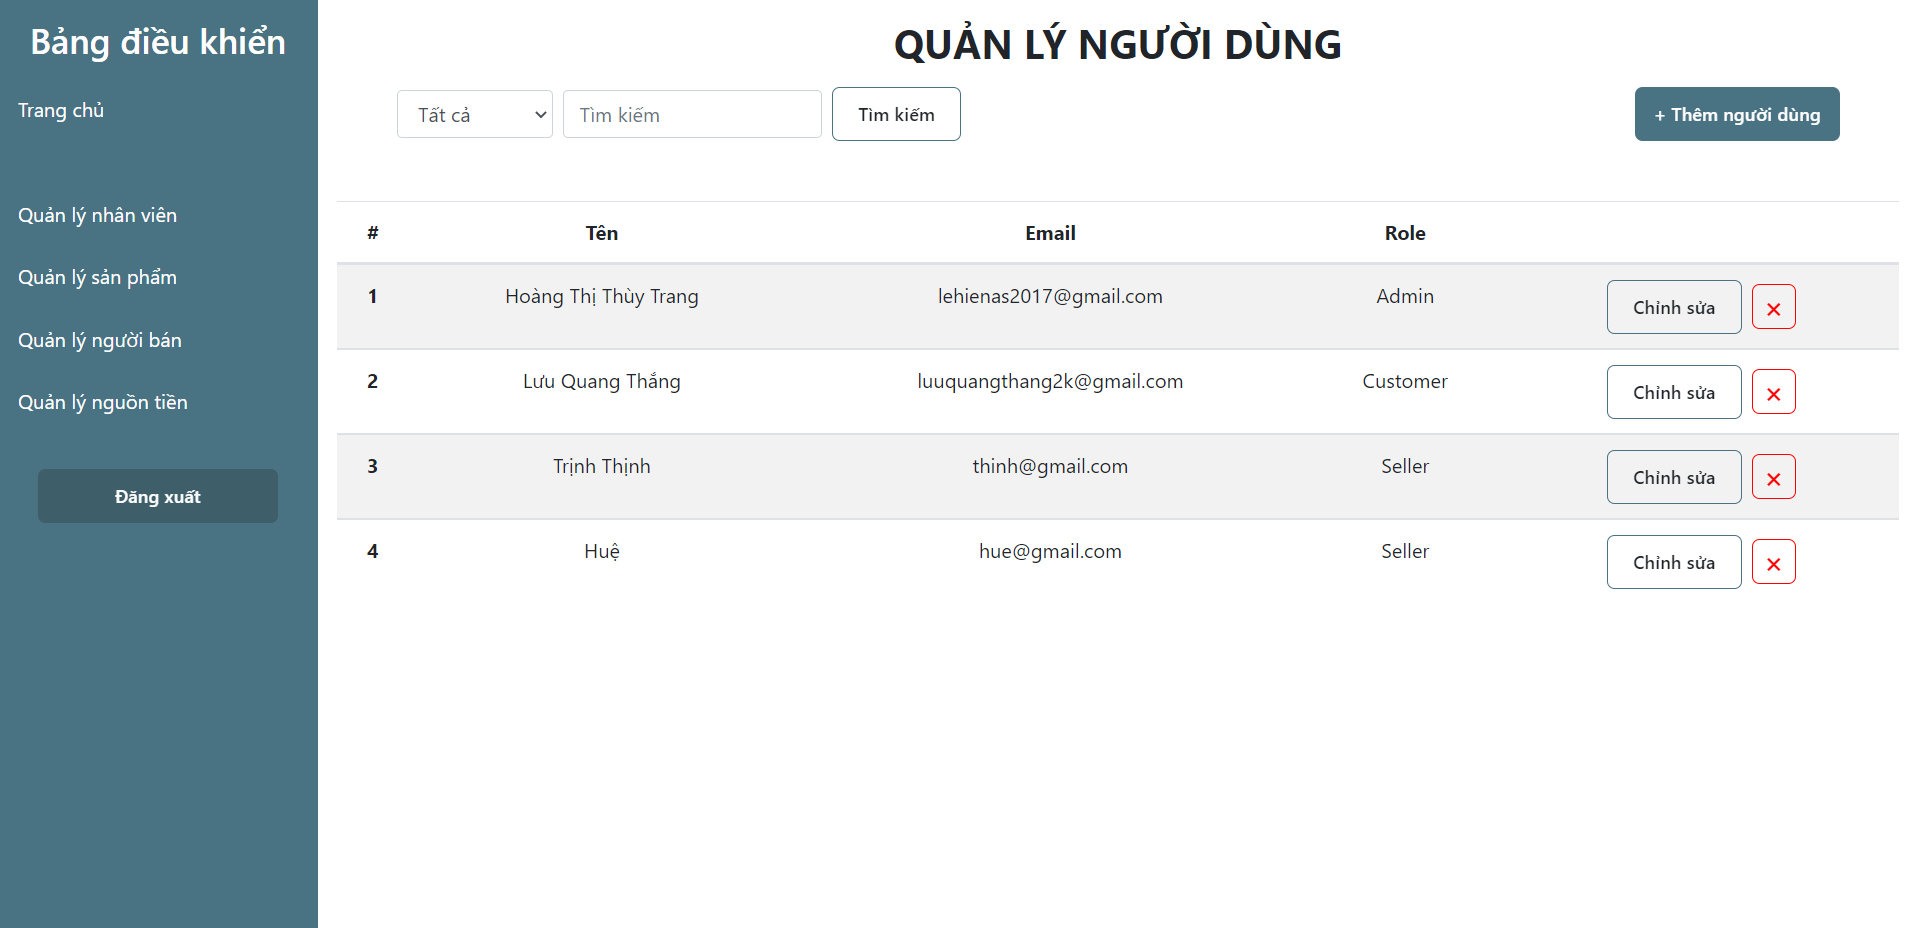 Bảng điều khiển
Trang chủ
Quản lý nhân viên
Quản lý sản phẩm
Quản lý người bán
Quản lý nguồn tiền
Đăng xuất
QUẢN LÝ NGƯỜI DÙNG
Tất cả Tìm kiếm Tìm kiếm + Thêm người dùng
# Tên Email Role
1 Hoàng Thị Thùy Trang lehienas2017@gmail.com Admin Chỉnh sửa ×
2 Lưu Quang Thắng luuquangthang2k@gmail.com Customer Chỉnh sửa ×
3 Trịnh Thịnh thinh@gmail.com Seller Chỉnh sửa ×
4 Huệ hue@gmail.com Seller Chỉnh sửa ×